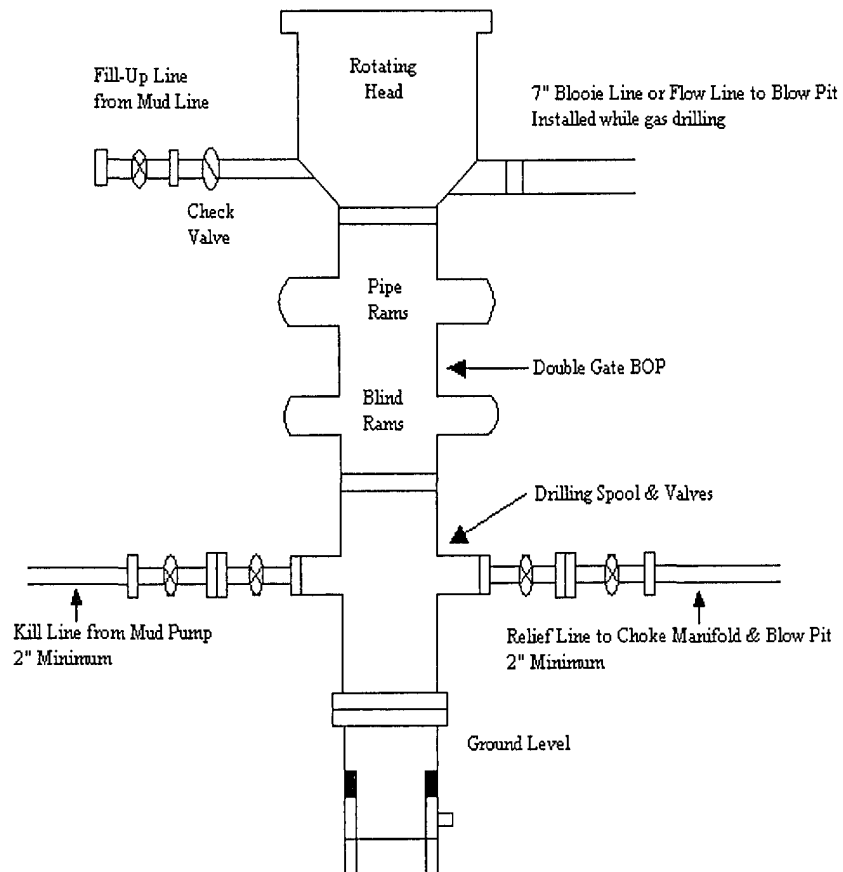 Rotating
Head
Fill-Up Line
from Mud Line
7" Blooie Line or Flow Line to Blow Pit
Installed while gas drilling
Check
Valve
Pipe
Rams
Double Gate BOP
Blind
Rams
Drilling Spool & Valves
Kill Line from Mud Pump
2" Minimum
Relief Line to Choke Manifold & Blow Pit
2" Minimum
Ground Level